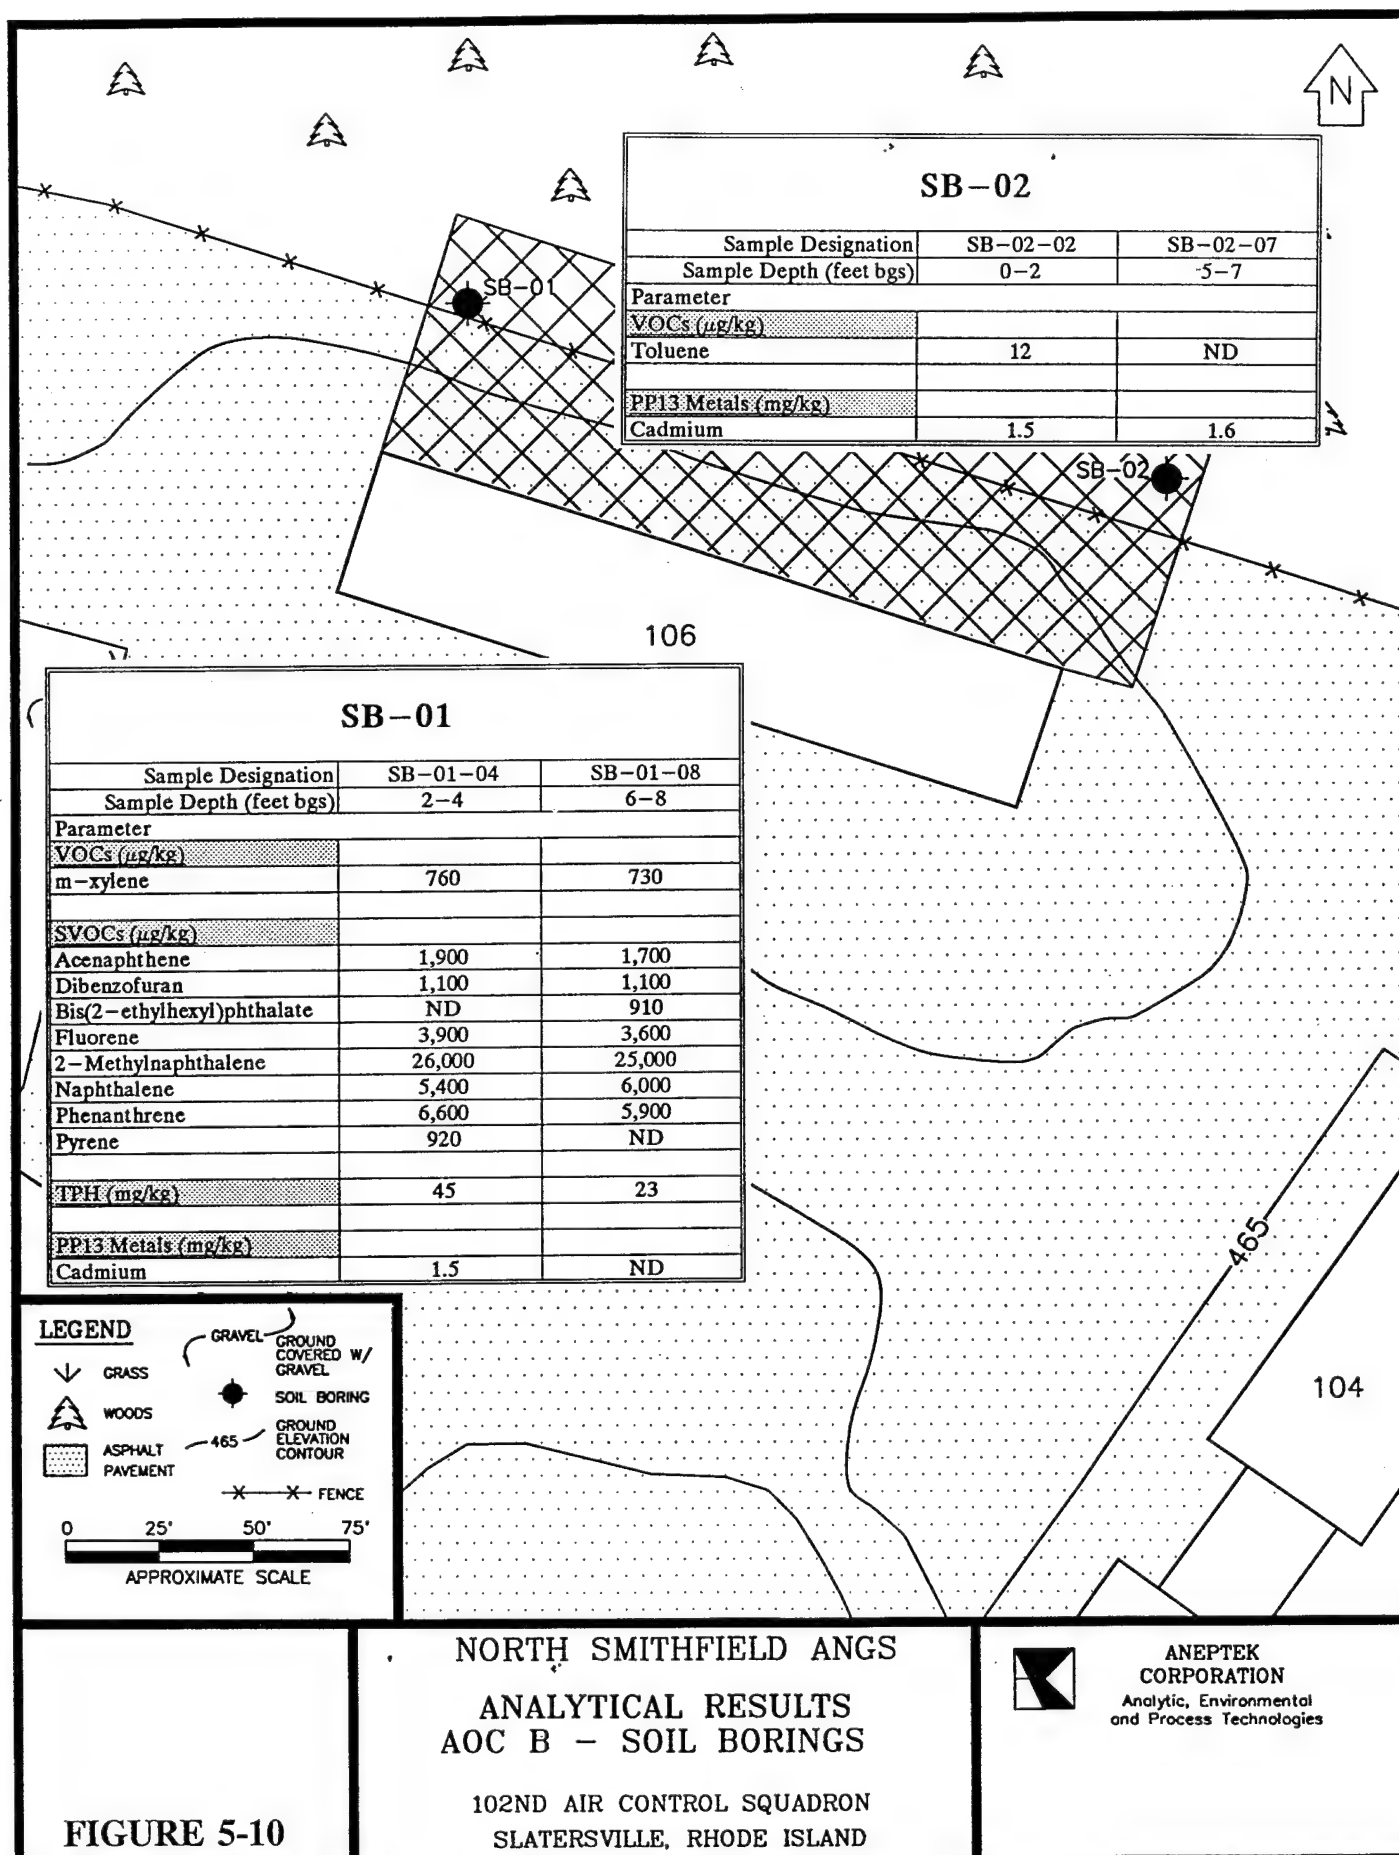 N
SB-02
Sample Designation SB-02-02 SB-02-07
Sample Depth (feet bgs) 0-2 5-7
Parameter
VOCs (µg/kg)
Toluene 12 ND
PP13 Metals (mg/kg)
Cadmium 1.5 1.6
SB-01
SB-02
106
SB-01
Sample Designation SB-01-04 SB-01-08
Sample Depth (feet bgs) 2-4 6-8
Parameter
VOCs (µg/kg)
m-xylene 760 730
SVOCs (µg/kg)
Acenaphthene 1,900 1,700
Dibenzofuran 1,100 1,100
Bis(2-ethylhexyl)phthalate ND 910
Fluorene 3,900 3,600
2-Methylnaphthalene 26,000 25,000
Naphthalene 5,400 6,000
Phenanthrene 6,600 5,900
Pyrene 920 ND
TPH (mg/kg) 45 23
PP13 Metals (mg/kg)
Cadmium 1.5 ND
465
104
LEGEND
GRASS
WOODS
ASPHALT
PAVEMENT
GRAVEL
GROUND
COVERED W/
GRAVEL
SOIL BORING
465
GROUND
ELEVATION
CONTOUR
FENCE
0 25' 50' 75'
APPROXIMATE SCALE
FIGURE 5-10
NORTH SMITHFIELD ANGS
ANALYTICAL RESULTS
AOC B - SOIL BORINGS
102ND AIR CONTROL SQUADRON
SLATERSVILLE, RHODE ISLAND
ANEPTEK
CORPORATION
Analytic, Environmental
and Process Technologies